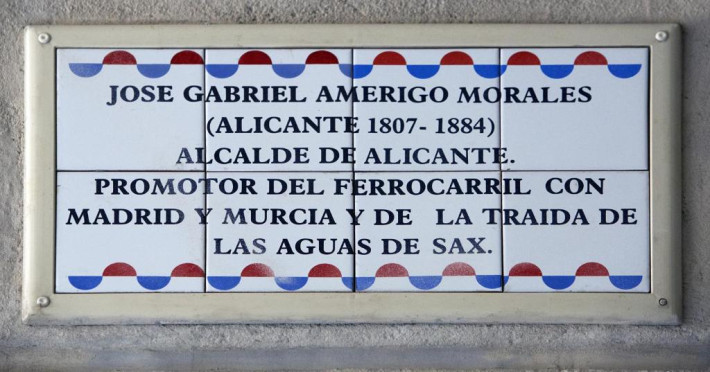 JOSE GABRIEL AMERIGO MORALES
(ALICANTE 1807-1884)
ALCALDE DE ALICANTE.
PROMOTOR DEL FERROCARRIL CON
MADRID Y MURCIA Y DE LA TRAIDA DE
LAS AGUAS DE SAX.